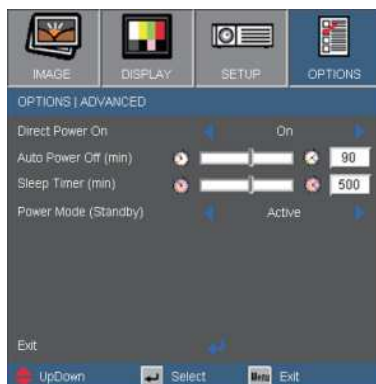 IMAGE DISPLAY SETUP OPTIONS
OPTIONS | ADVANCED
Direct Power On On
Auto Power Off (min) 90
Sleep Timer (min) 500
Power Mode (Standby) Active
Exit
UpDown Select Menu Exit